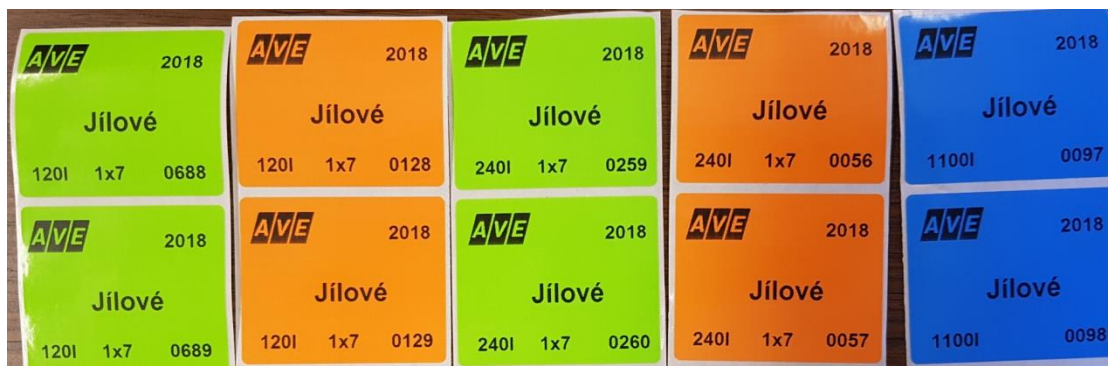 AVE 2018
Jílové
120l 1x7 0688
AVE 2018
Jílové
120l 1x7 0128
AVE 2018
Jílové
240l 1x7 0259
AVE 2018
Jílové
240l 1x7 0056
AVE 2018
Jílové
1100l 0097
AVE 2018
Jílové
120l 1x7 0689
AVE 2018
Jílové
120l 1x7 0129
AVE 2018
Jílové
240l 1x7 0260
AVE 2018
Jílové
240l 1x7 0057
AVE 2018
Jílové
1100l 0098